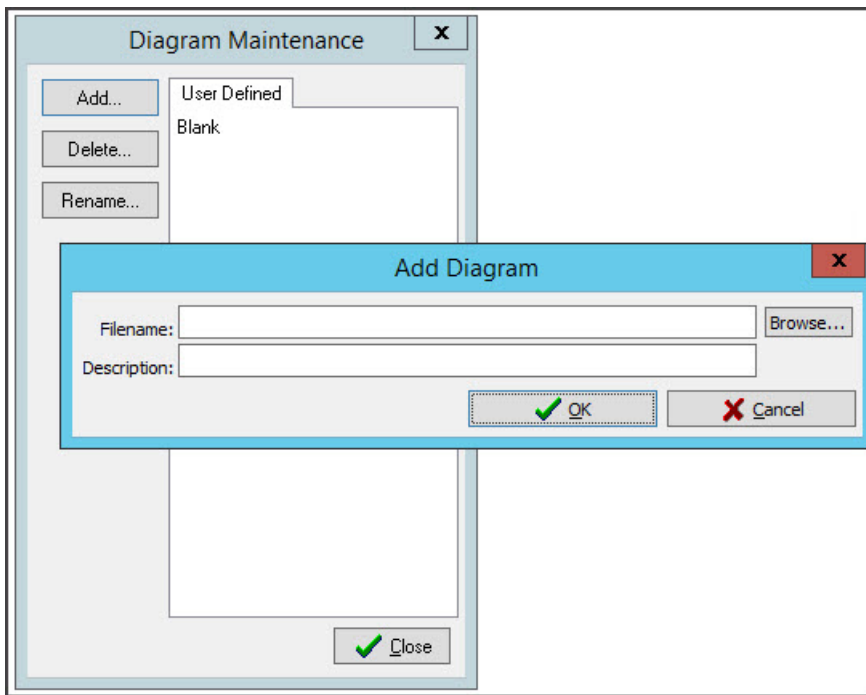 Diagram Maintenance
x
Add...
User Defined
Blank
Delete...
Rename...
Add Diagram
x
Filename:
Browse...
Description:
OK
Cancel
Close